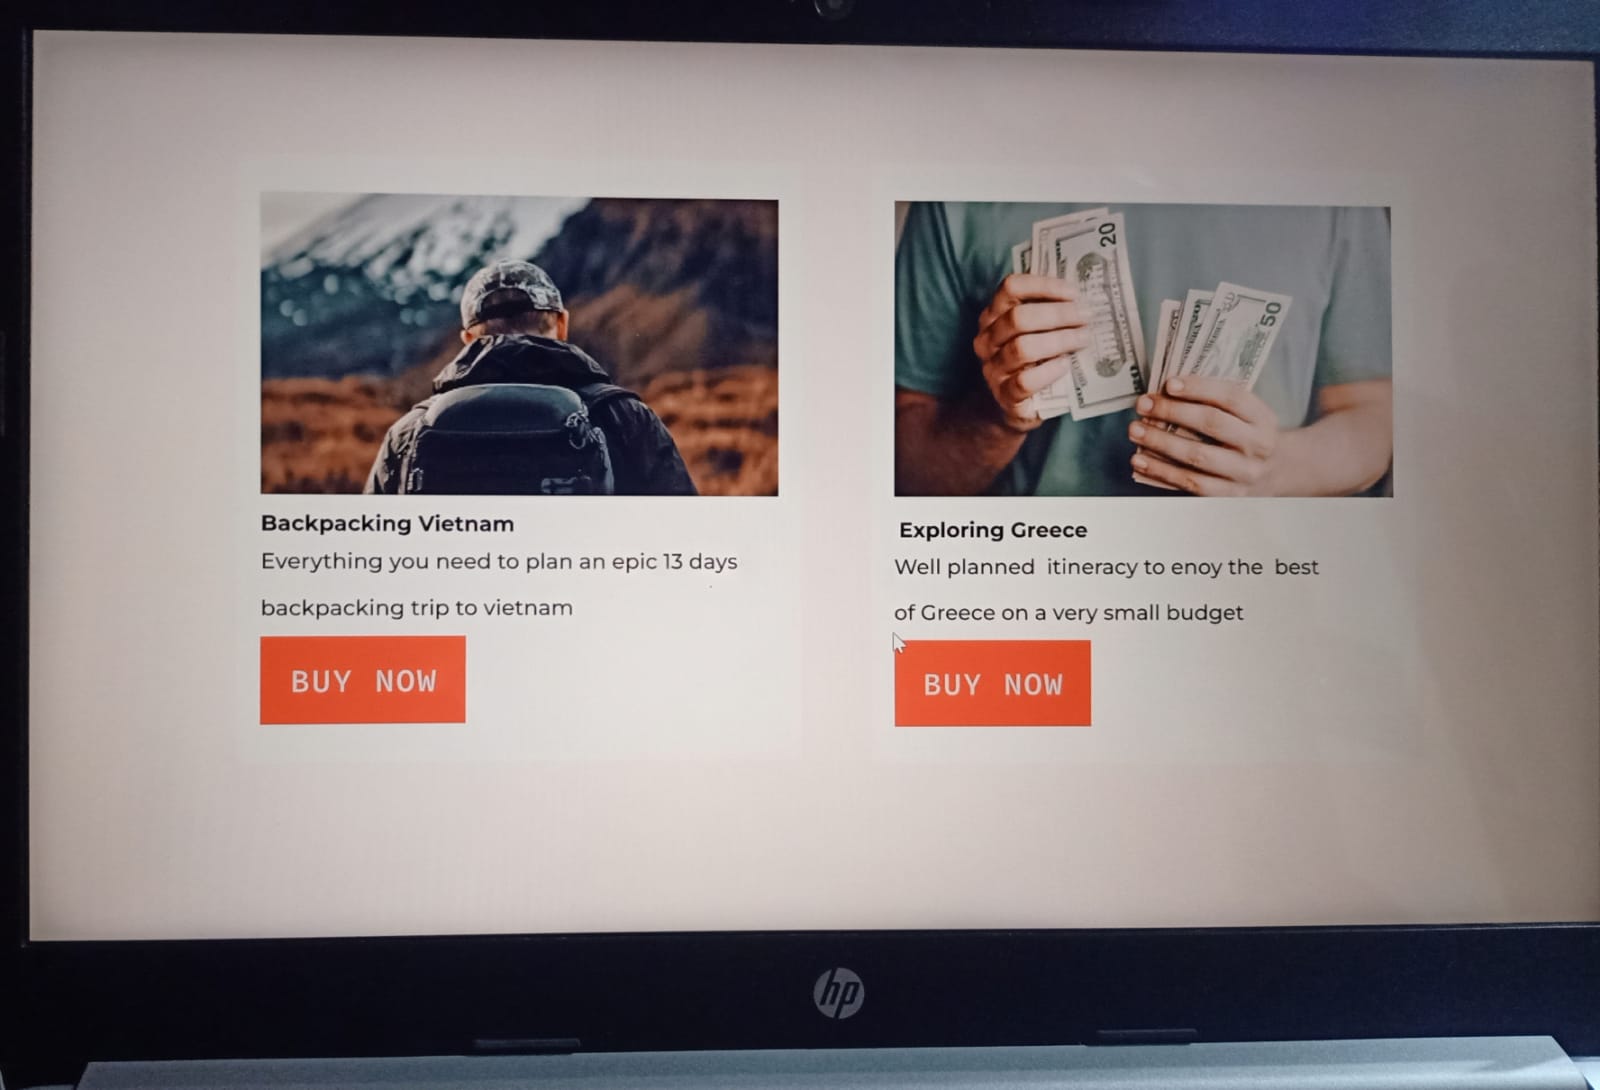 20
50
Backpacking Vietnam
Everything you need to plan an epic 13 days
backpacking trip to vietnam
BUY NOW
Exploring Greece
Well planned  itineracy to enoy the  best
of Greece on a very small budget
BUY NOW
hp